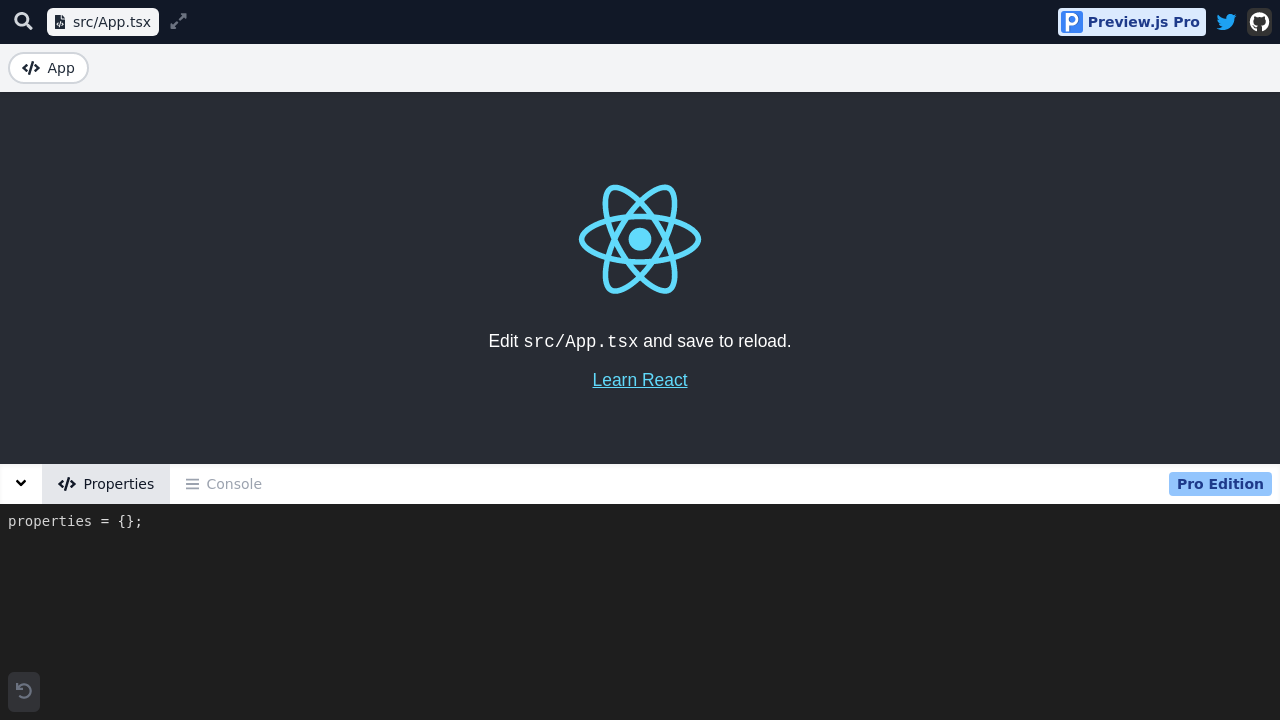 src/App.tsx
Preview.js Pro
App
Edit src/App.tsx and save to reload.
Learn React
Properties
Console
Pro Edition
properties = {};